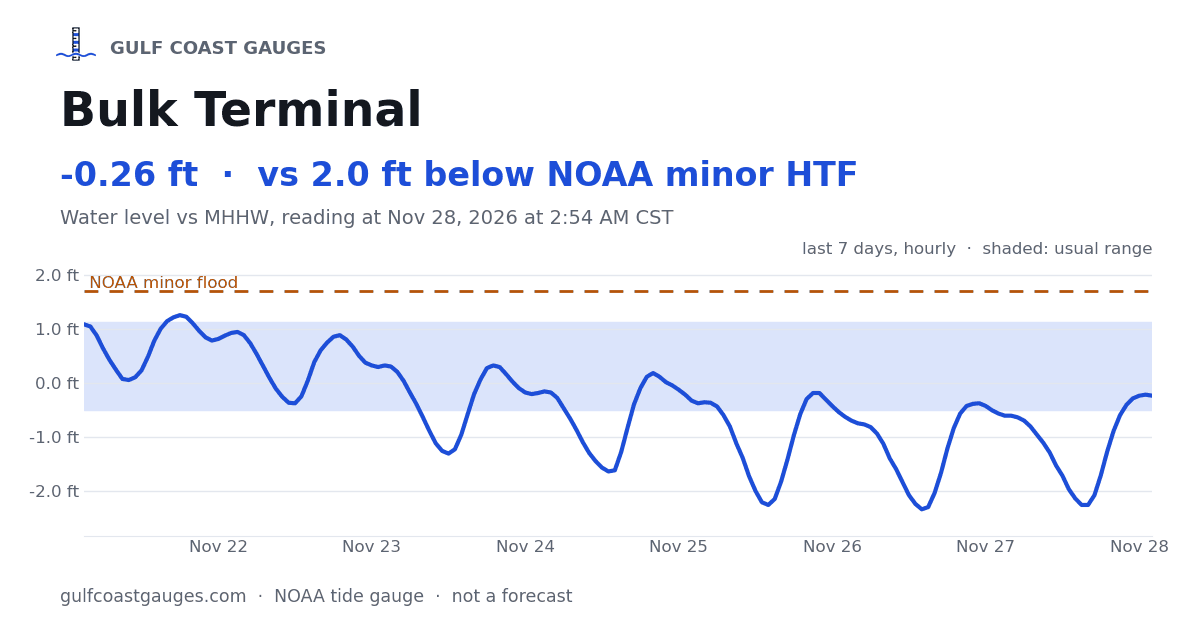 GULF COAST GAUGES
Bulk Terminal
-0.26 ft · vs 2.0 ft below NOAA minor HTF
Water level vs MHHW, reading at Nov 28, 2026 at 2:54 AM CST
last 7 days, hourly · shaded: usual range
2.0 ft
NOAA minor flood
1.0 ft
0.0 ft
-1.0 ft
-2.0 ft
Nov 22 Nov 23 Nov 24 Nov 25 Nov 26 Nov 27 Nov 28
gulfcoastgauges.com · NOAA tide gauge · not a forecast